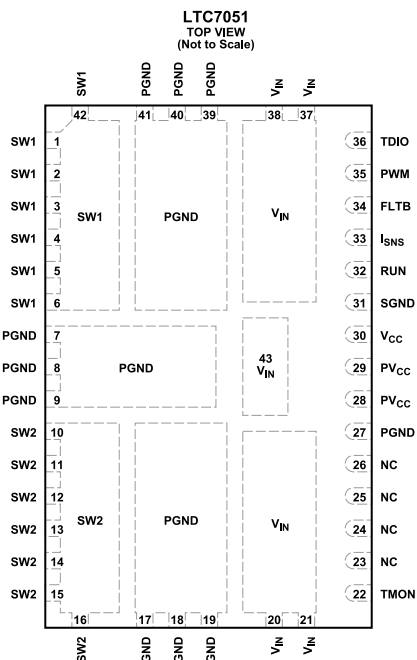 LTC7051
TOP VIEW
(Not to Scale)
SW1 PGND PGND PGND VIN VIN
42 41 40 39 38 37
SW1 1 36 TDIO
SW1 2 35 PWM
SW1 3 34 FLTB
SW1 PGND VIN
SW1 4 33 ISNS
SW1 5 32 RUN
SW1 6 31 SGND
PGND 7 30 VCC
PGND 8 PGND 43 VIN 29 PVCC
PGND 9 28 PVCC
SW2 10 27 PGND
SW2 11 26 NC
SW2 12 25 NC
SW2 PGND VIN
SW2 13 24 NC
SW2 14 23 NC
SW2 15 22 TMON
16 17 18 19 20 21
SW2 GND GND GND VIN VIN